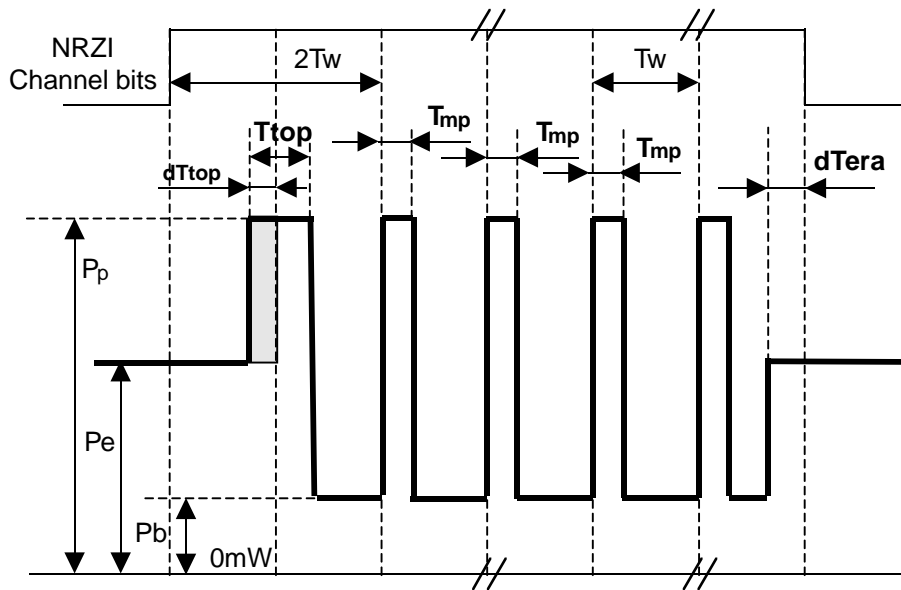 NRZI
Channel bits
2Tw
Tw
Ttop
Tmp
Tmp
Tmp
dTtop
dTera
Pp
Pe
Pb
0mW